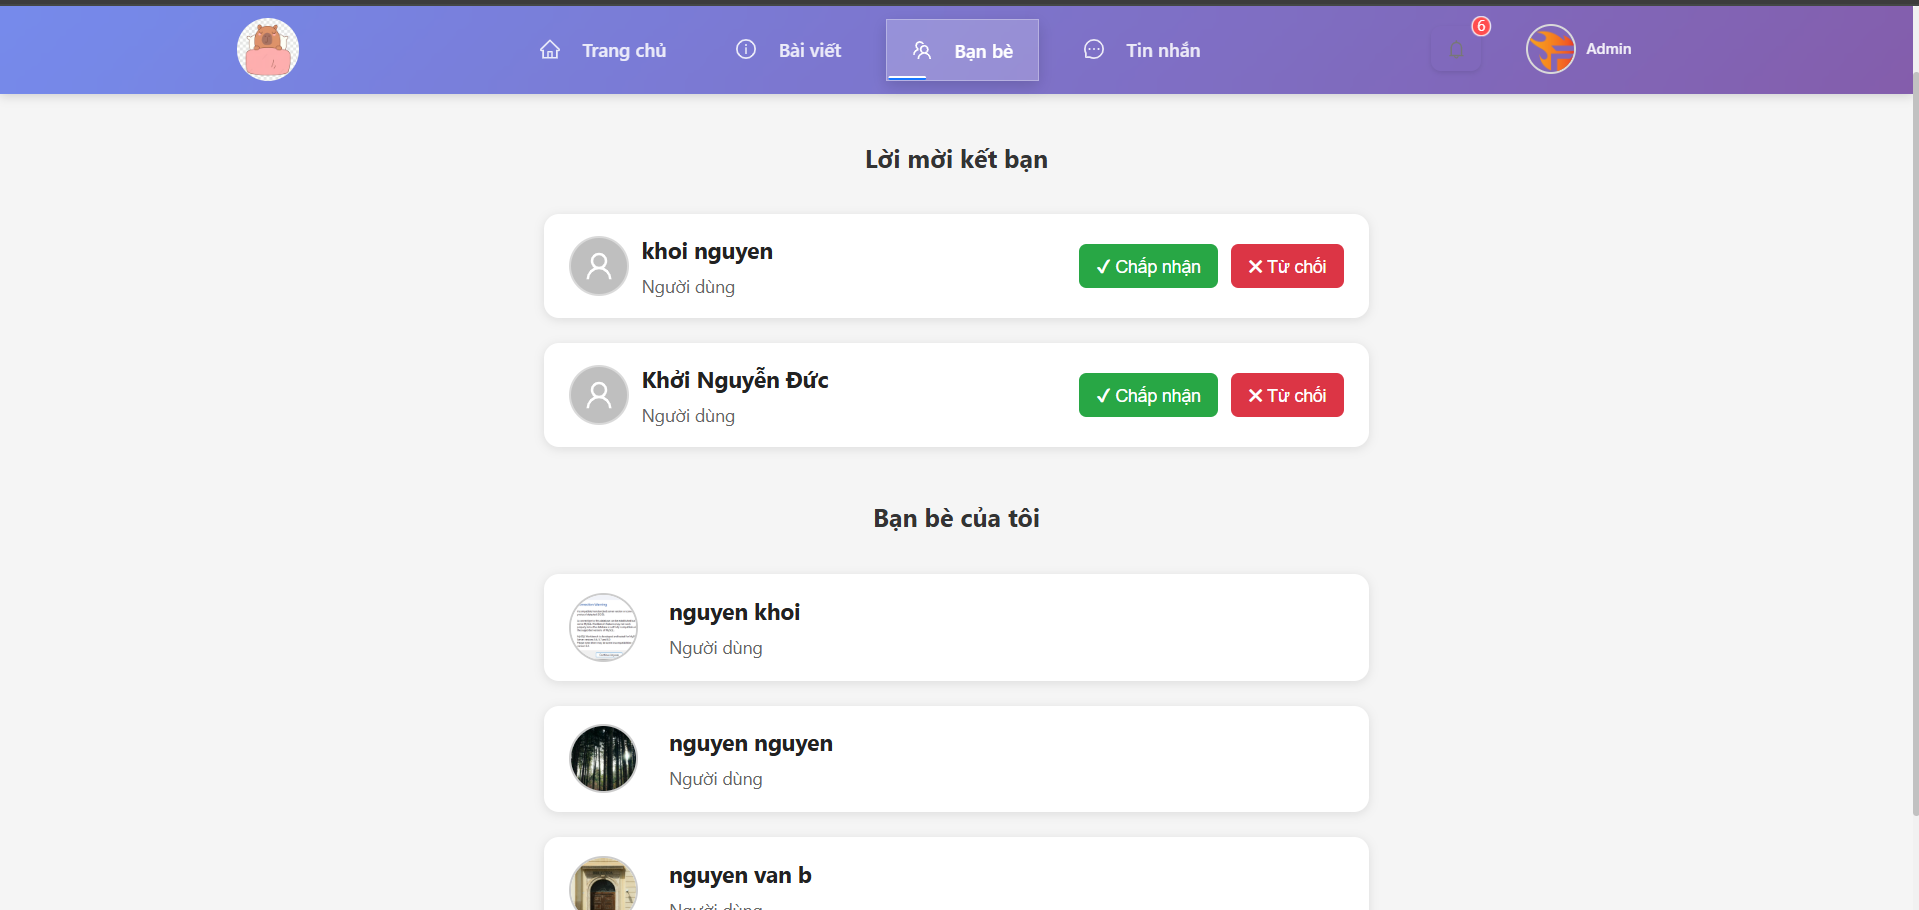 Trang chủ
Bài viết
Bạn bè
Tin nhắn
6
Admin
Lời mời kết bạn
khoi nguyen
Người dùng
✓ Chấp nhận
✕ Từ chối
Khởi Nguyễn Đức
Người dùng
✓ Chấp nhận
✕ Từ chối
Bạn bè của tôi
nguyen khoi
Người dùng
nguyen nguyen
Người dùng
nguyen van b
Người dùng